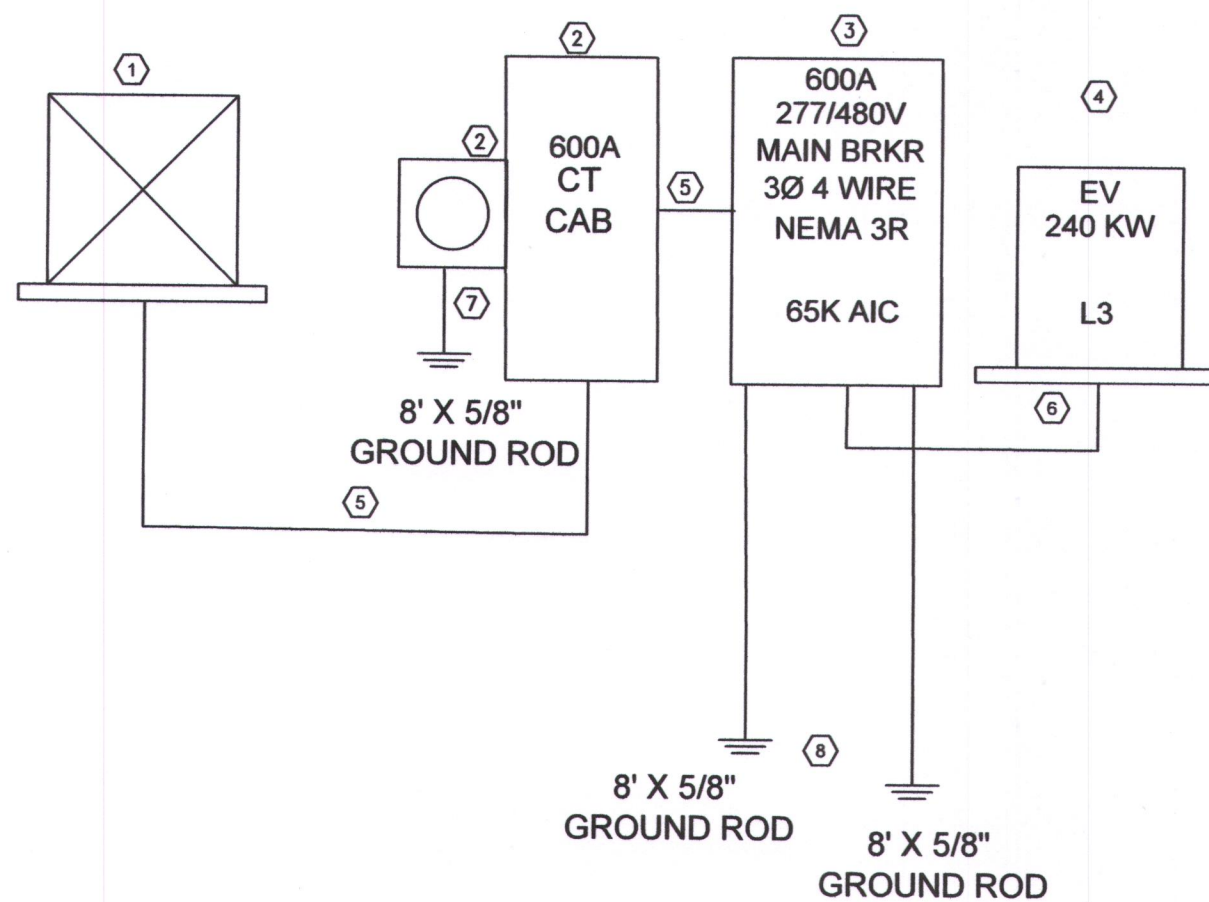 1
2
3
4
2
600A
CT
CAB
5
600A
277/480V
MAIN BRKR
3Ø 4 WIRE
NEMA 3R
65K AIC
EV
240 KW
L3
7
8' X 5/8"
GROUND ROD
6
5
8
8' X 5/8"
GROUND ROD
8' X 5/8"
GROUND ROD